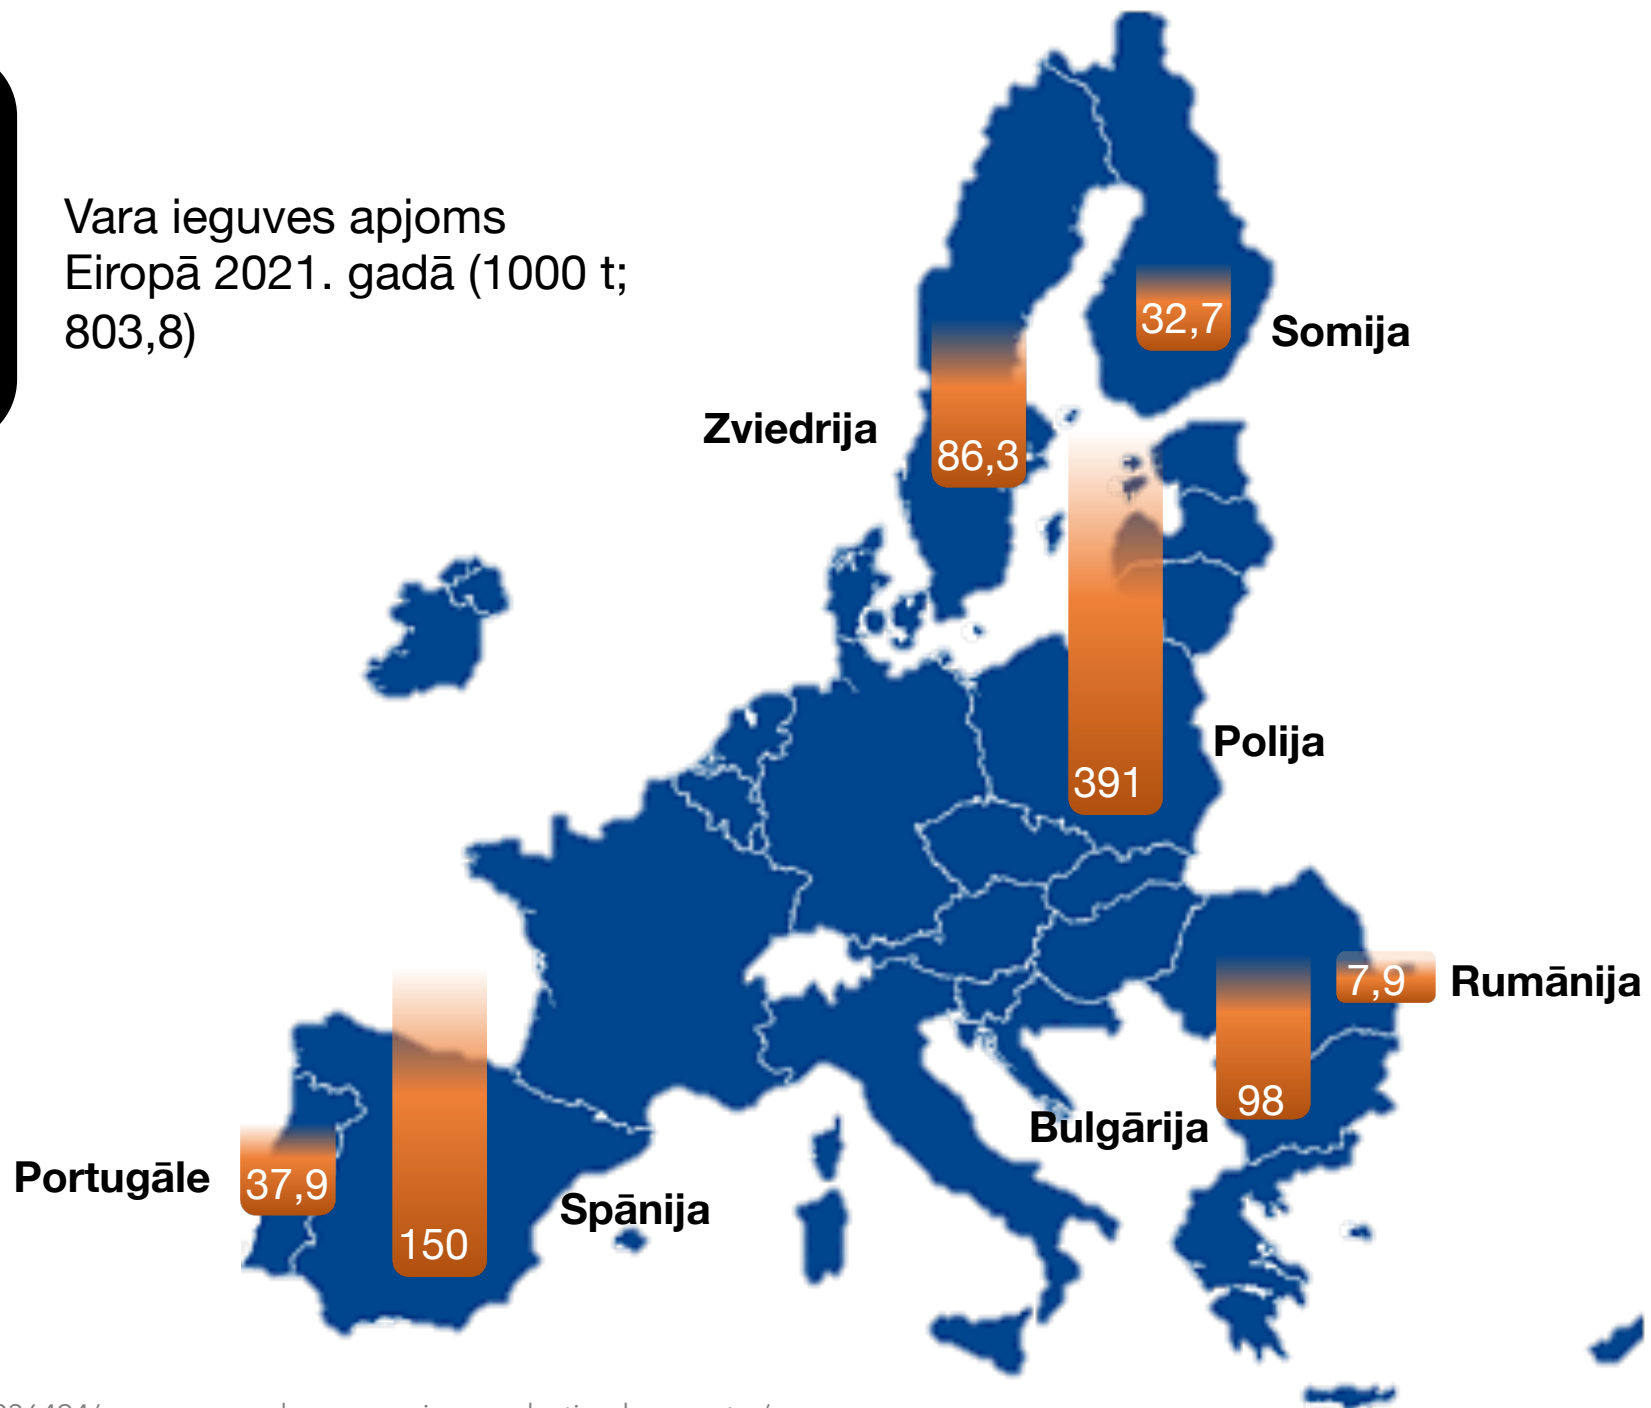 Vara ieguves apjoms
Eiropā 2021. gadā (1000 t;
803,8)
32,7
Somija
Zviedrija
86,3
Polija
391
7,9
Rumānija
98
Bulgārija
Portugāle
37,9
Spānija
150